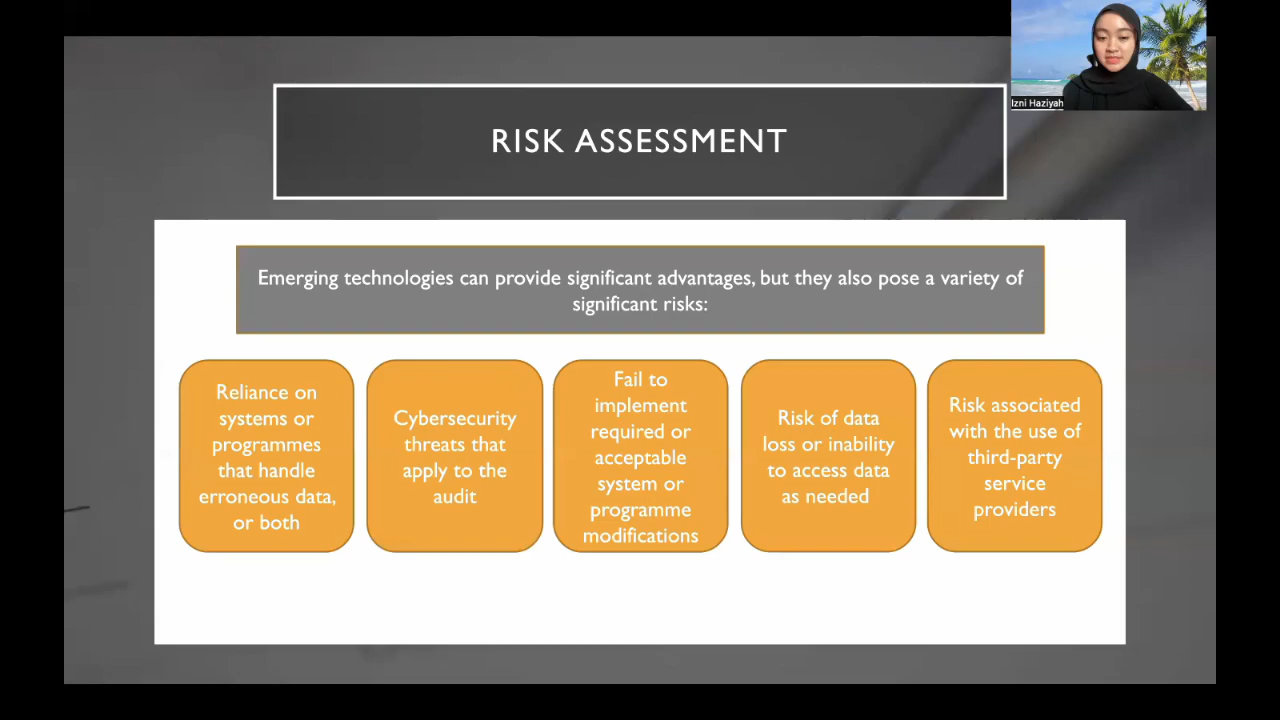 Izni Haziyah
RISK ASSESSMENT
Emerging technologies can provide significant advantages, but they also pose a variety of
significant risks:
Reliance on
systems or
programmes
that handle
erroneous data,
or both
Cybersecurity
threats that
apply to the
audit
Fail to
implement
required or
acceptable
system or
programme
modifications
Risk of data
loss or inability
to access data
as needed
Risk associated
with the use of
third-party
service
providers